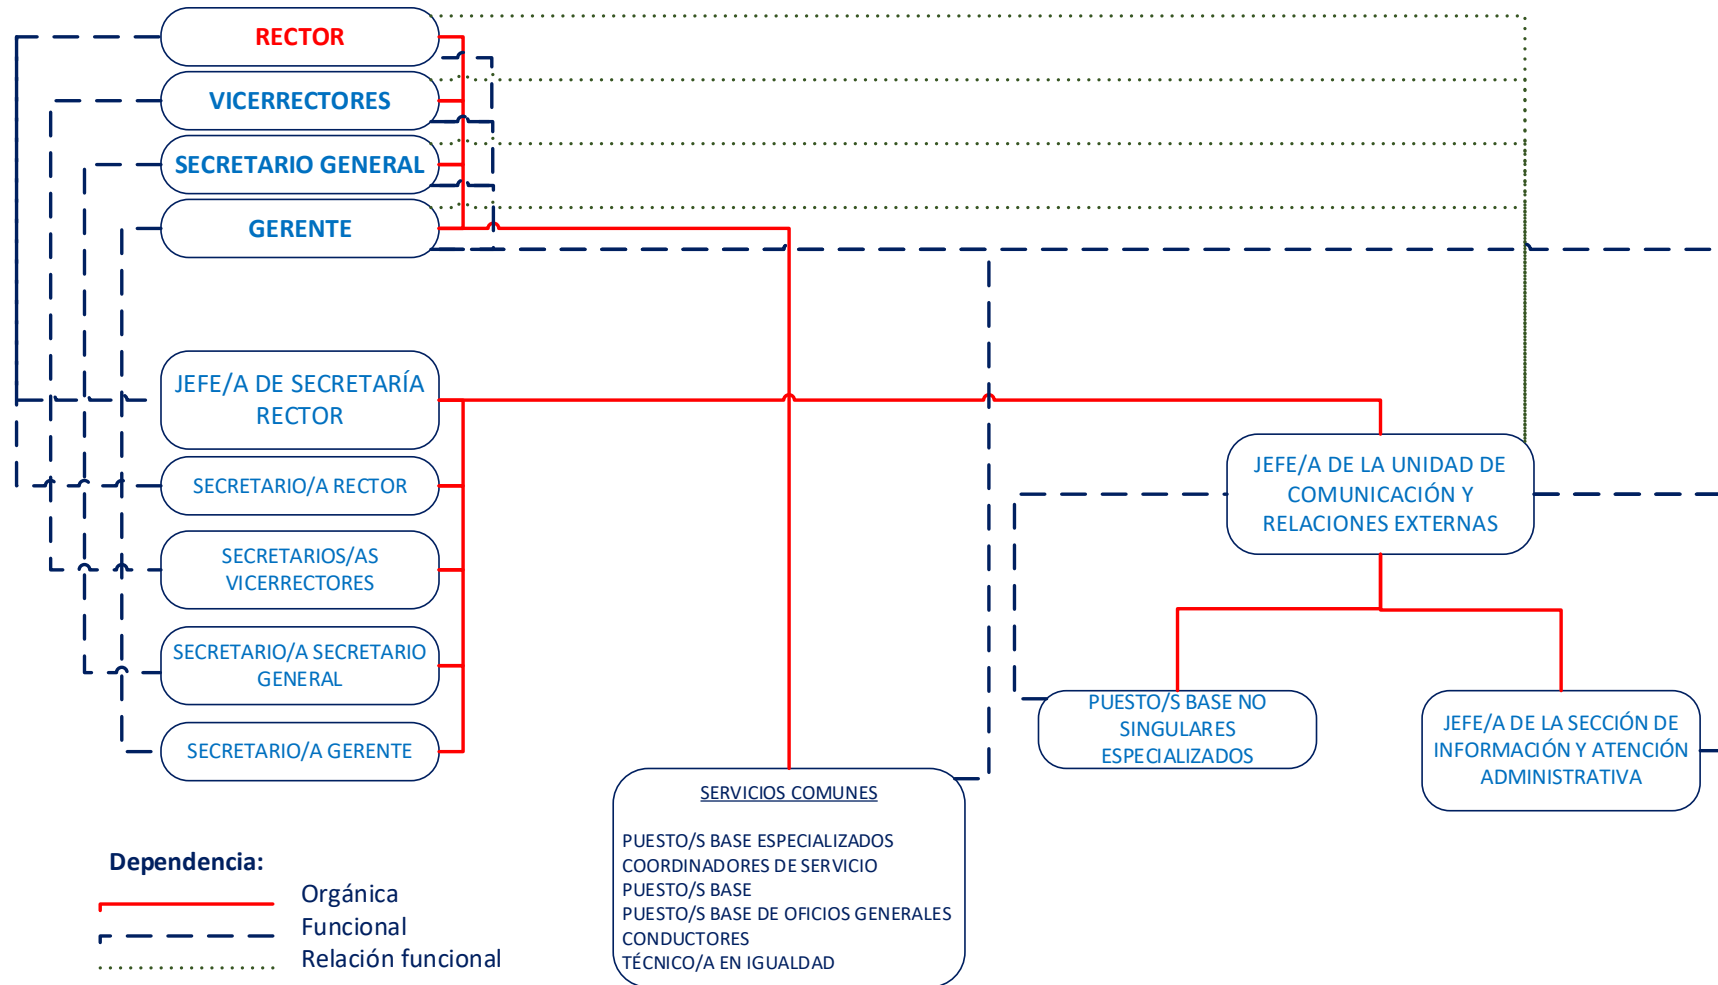 RECTOR
VICERRECTORES
SECRETARIO GENERAL
GERENTE
JEFE/A DE SECRETARÍA
RECTOR
SECRETARIO/A RECTOR
SECRETARIOS/AS
VICERRECTORES
SECRETARIO/A SECRETARIO
GENERAL
SECRETARIO/A GERENTE
JEFE/A DE LA UNIDAD DE
COMUNICACIÓN Y
RELACIONES EXTERNAS
PUESTO/S BASE NO
SINGULARES
ESPECIALIZADOS
JEFE/A DE LA SECCIÓN DE
INFORMACIÓN Y ATENCIÓN
ADMINISTRATIVA
SERVICIOS COMUNES
PUESTO/S BASE ESPECIALIZADOS
COORDINADORES DE SERVICIO
PUESTO/S BASE
PUESTO/S BASE DE OFICIOS GENERALES
CONDUCTORES
TÉCNICO/A EN IGUALDAD
Dependencia:
Orgánica
Funcional
Relación funcional